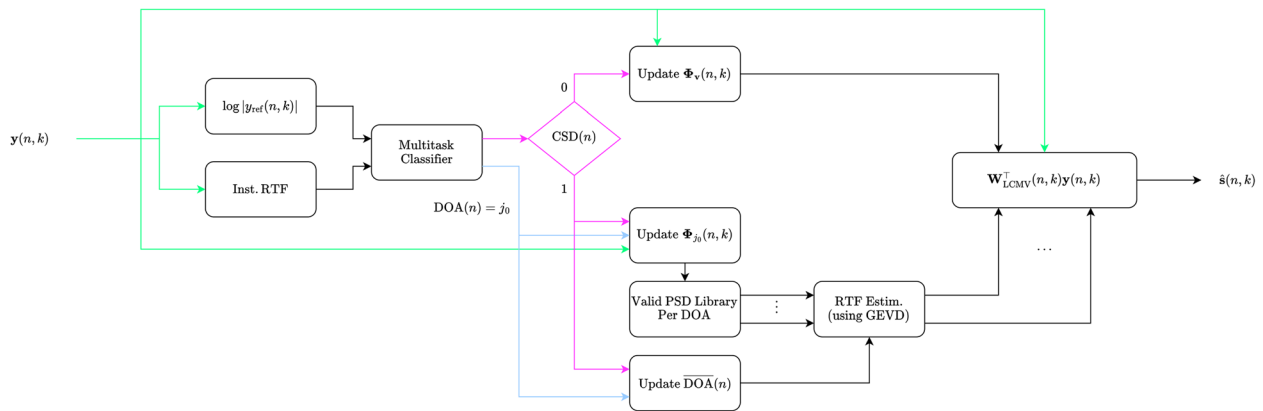 Update Φ_v(n, k)
0
log |y_ref(n, k)|
y(n, k)
Multitask
Classifier
CSD(n)
W^⊤_LCMV(n, k)y(n, k)
ŝ(n, k)
Inst. RTF
1
DOA(n) = j_0
Update Φ_{j_0}(n, k)
...
Valid PSD Library
Per DOA
⋮
RTF Estim.
(using GEVD)
Update \overline{DOA}(n)